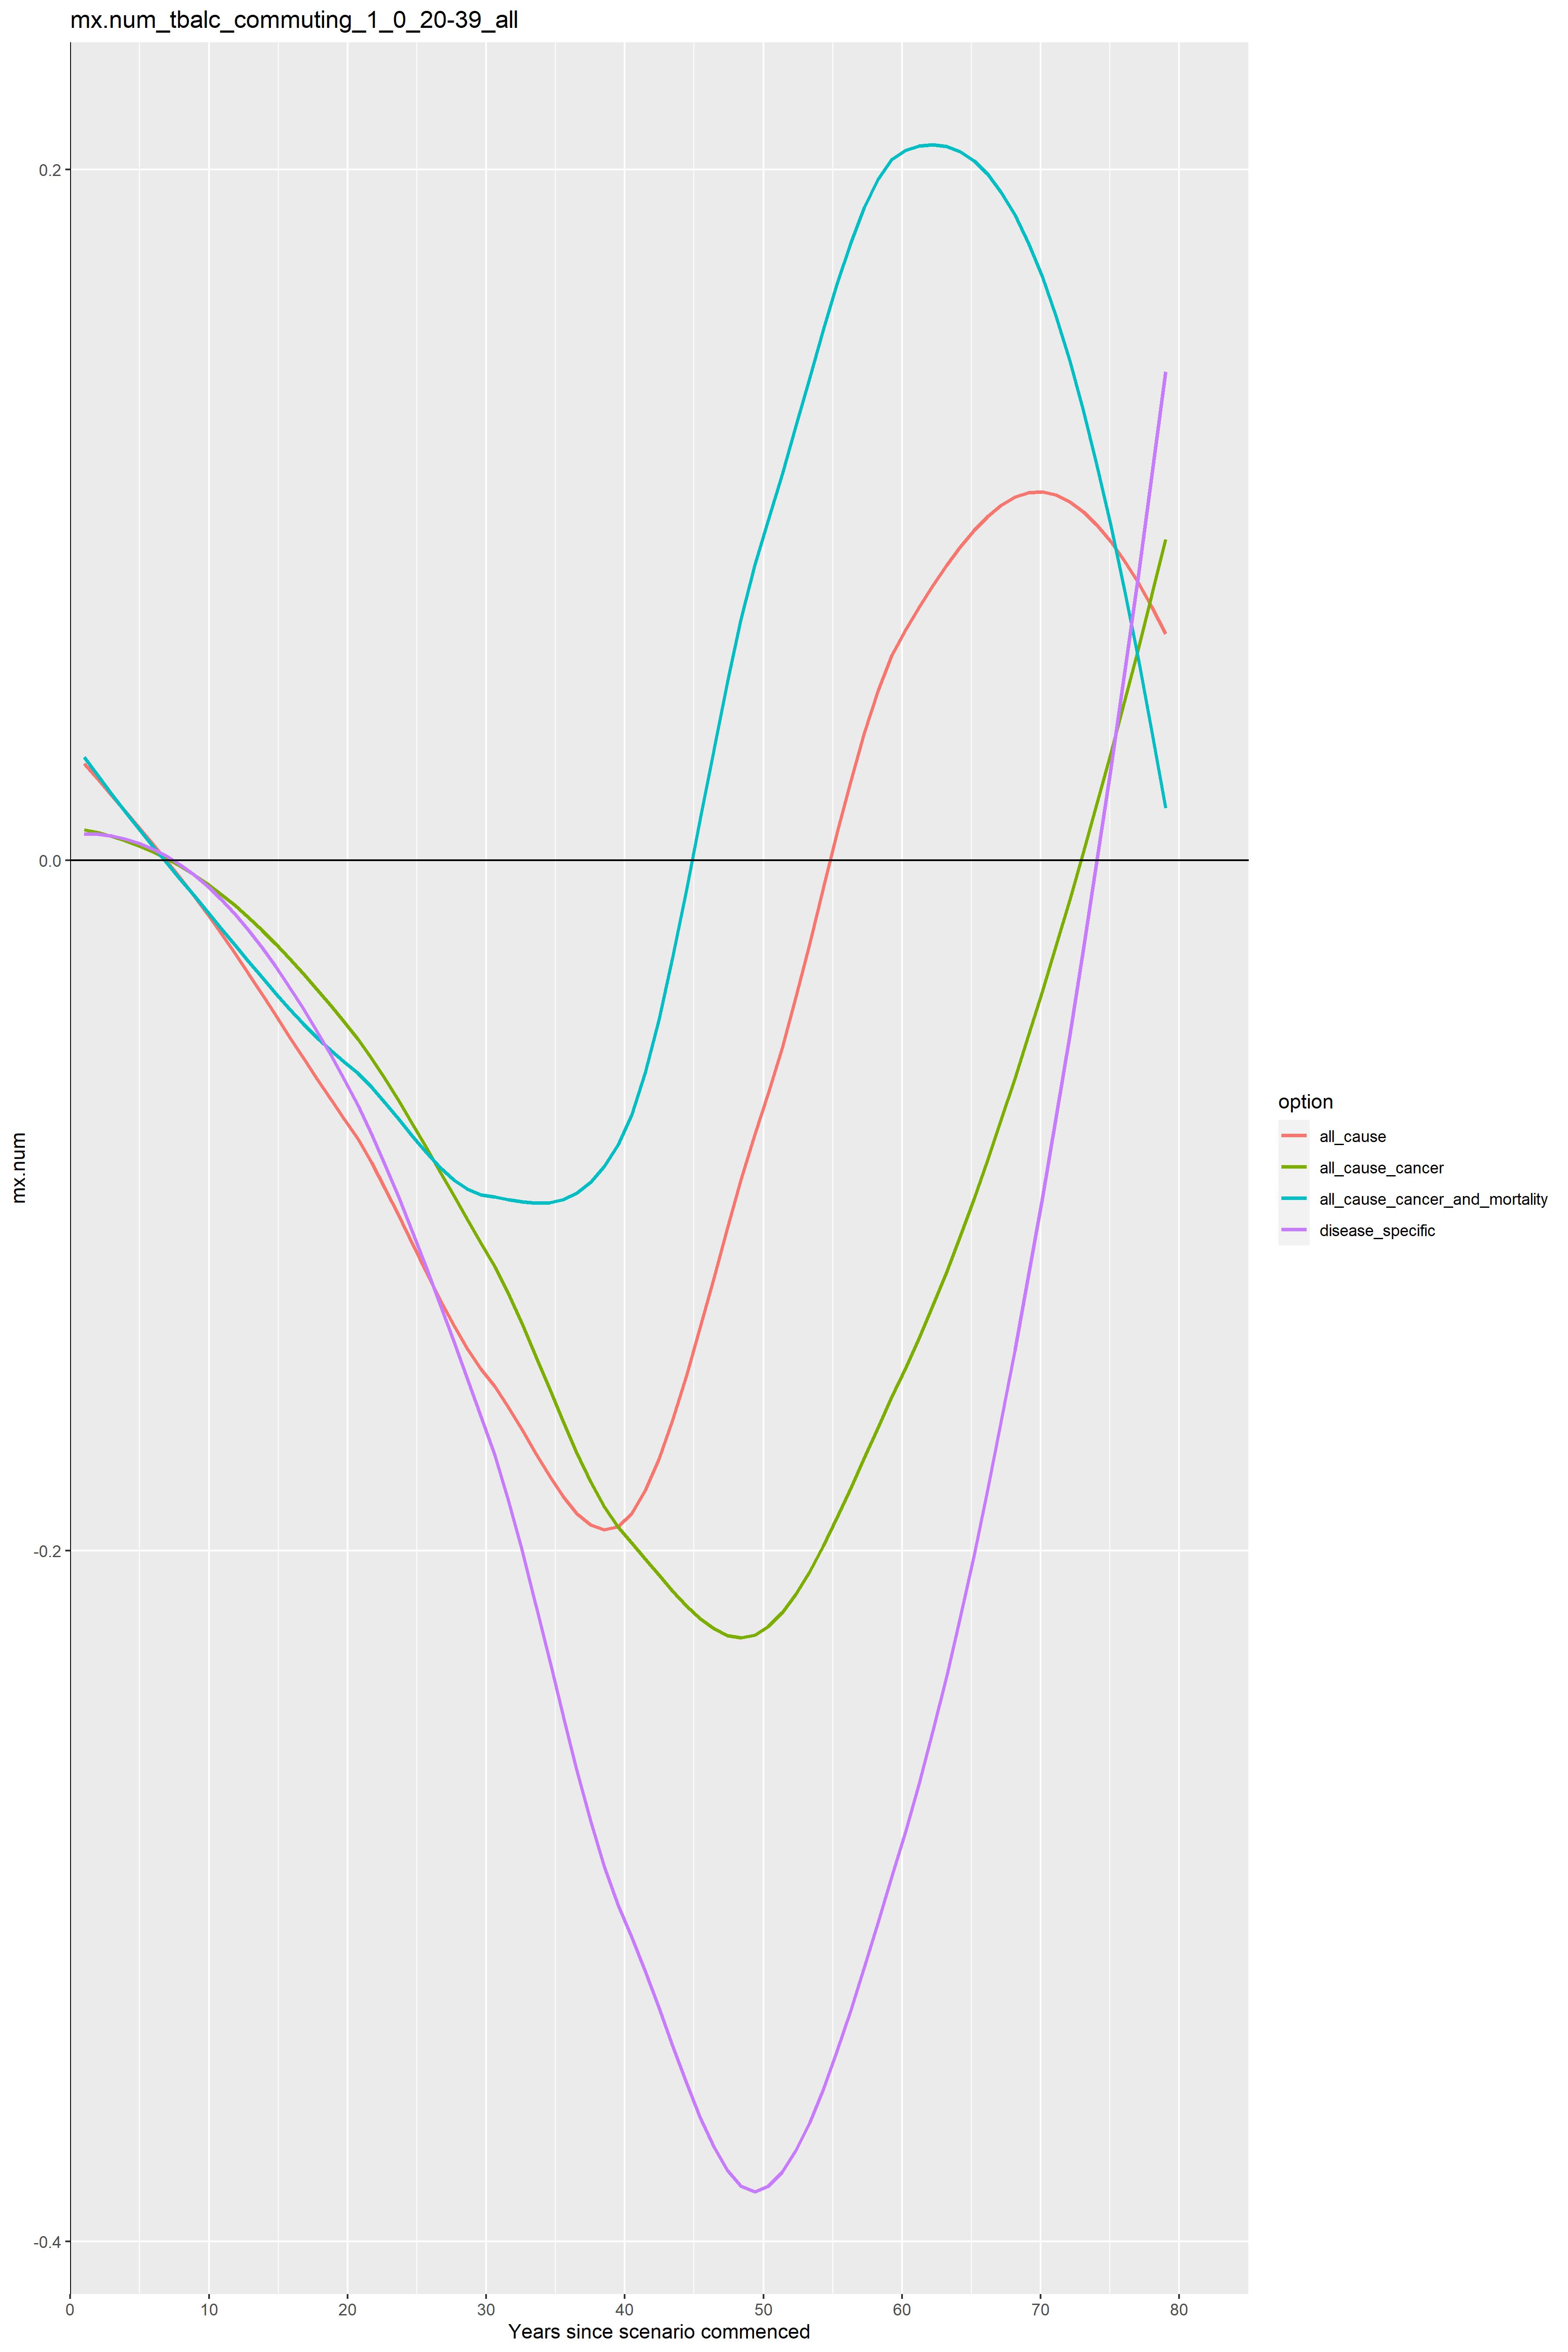 mx.num_tbalc_commuting_1_0_20-39_all
0.2
0.0
-0.2
-0.4
mx.num
0 10 20 30 40 50 60 70 80
Years since scenario commenced
option
all_cause
all_cause_cancer
all_cause_cancer_and_mortality
disease_specific